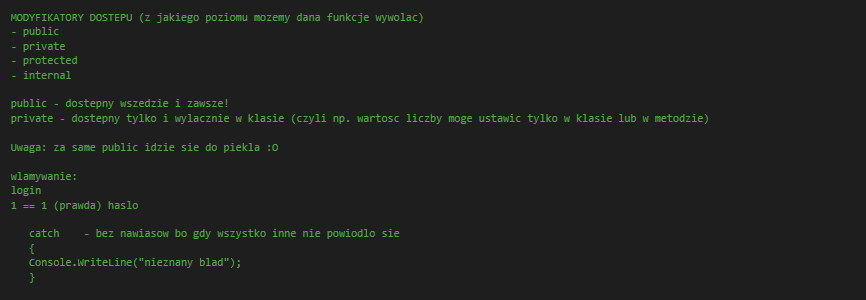 MODYFIKATORY DOSTEPU (z jakiego poziomu mozemy dana funkcje wywolac)
- public
- private
- protected
- internal
public - dostepny wszedzie i zawsze!
private - dostepny tylko i wylacznie w klasie (czyli np. wartosc liczby moge ustawic tylko w klasie lub w metodzie)
Uwaga: za same public idzie sie do piekla :O
wlamywanie:
login
1 == 1 (prawda) haslo
catch    - bez nawiasow bo gdy wszystko inne nie powiodlo sie
{
Console.WriteLine("nieznany blad");
}